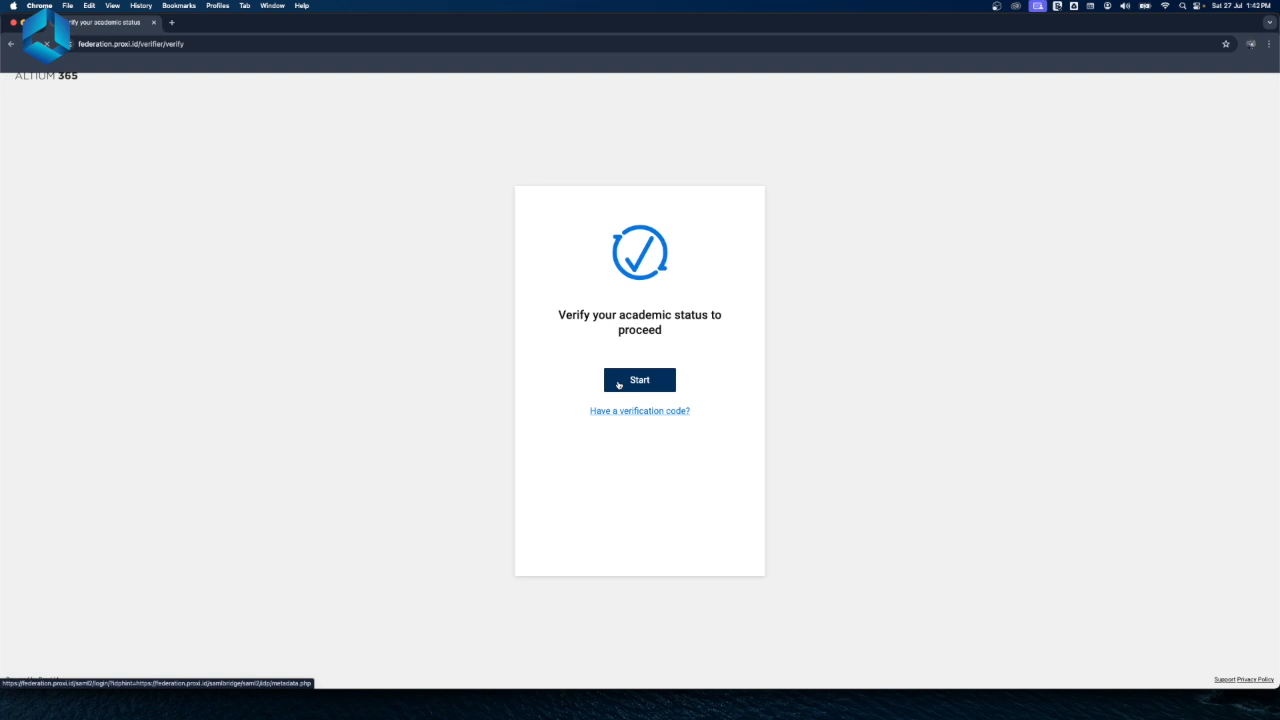 Chrome File Edit View History Bookmarks Profiles Tab Window Help Sat 27 Jul 1:42 PM
rify your academic status
federation.proxi.id/verifier/verify
ALTIUM 365
Verify your academic status to
proceed
Start
Have a verification code?
Support Privacy Policy
https://federation.proxi.id/saml2/login/?idphint=https://federation.proxi.id/samlbridge/saml2/idp/metadata.php